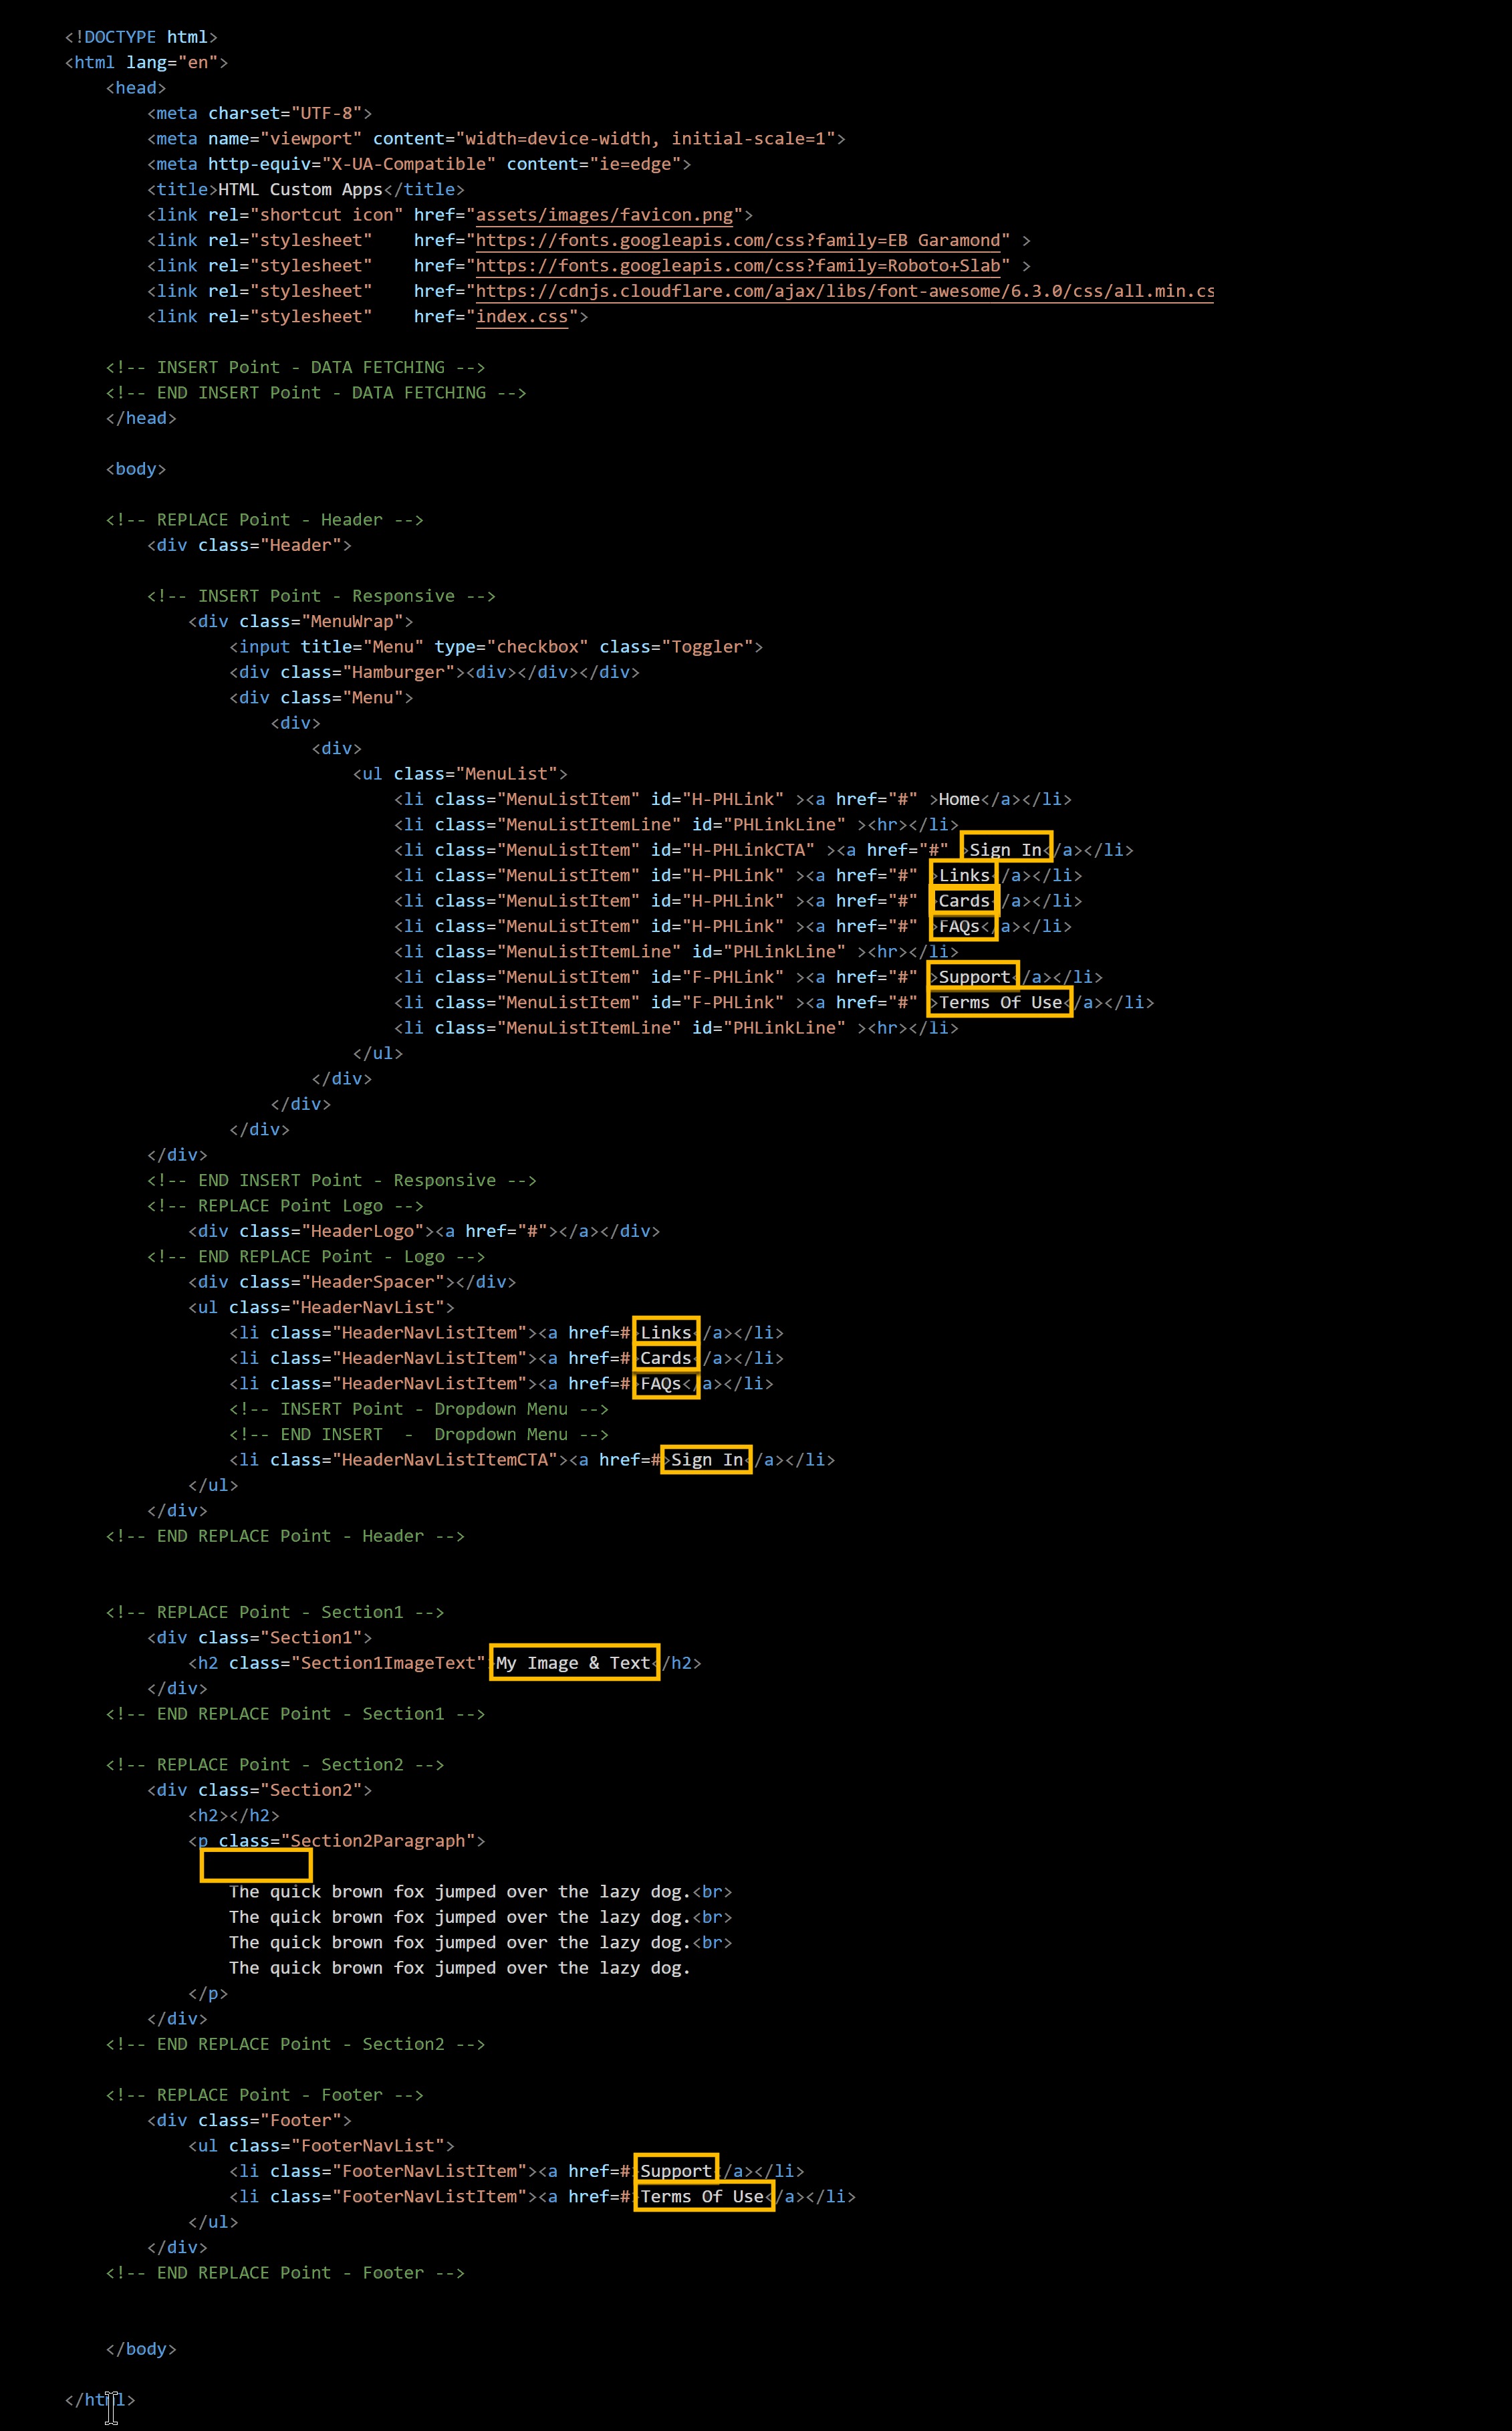 <!DOCTYPE html>
<html lang="en">
<head>
<meta charset="UTF-8">
<meta name="viewport" content="width=device-width, initial-scale=1">
<meta http-equiv="X-UA-Compatible" content="ie=edge">
<title>HTML Custom Apps</title>
<link rel="shortcut icon" href="assets/images/favicon.png">
<link rel="stylesheet"    href="https://fonts.googleapis.com/css?family=EB Garamond" >
<link rel="stylesheet"    href="https://fonts.googleapis.com/css?family=Roboto+Slab" >
<link rel="stylesheet"    href="https://cdnjs.cloudflare.com/ajax/libs/font-awesome/6.3.0/css/all.min.cs
<link rel="stylesheet"    href="index.css">
<!-- INSERT Point - DATA FETCHING -->
<!-- END INSERT Point - DATA FETCHING -->
</head>
<body>
<!-- REPLACE Point - Header -->
<div class="Header">
<!-- INSERT Point - Responsive -->
<div class="MenuWrap">
<input title="Menu" type="checkbox" class="Toggler">
<div class="Hamburger"><div></div></div>
<div class="Menu">
<div>
<div>
<ul class="MenuList">
<li class="MenuListItem" id="H-PHLink" ><a href="#" >Home</a></li>
<li class="MenuListItemLine" id="PHLinkLine" ><hr></li>
<li class="MenuListItem" id="H-PHLinkCTA" ><a href="#" >Sign In</a></li>
<li class="MenuListItem" id="H-PHLink" ><a href="#" >Links</a></li>
<li class="MenuListItem" id="H-PHLink" ><a href="#" >Cards</a></li>
<li class="MenuListItem" id="H-PHLink" ><a href="#" >FAQs</a></li>
<li class="MenuListItemLine" id="PHLinkLine" ><hr></li>
<li class="MenuListItem" id="F-PHLink" ><a href="#" >Support</a></li>
<li class="MenuListItem" id="F-PHLink" ><a href="#" >Terms Of Use</a></li>
<li class="MenuListItemLine" id="PHLinkLine" ><hr></li>
</ul>
</div>
</div>
</div>
</div>
<!-- END INSERT Point - Responsive -->
<!-- REPLACE Point Logo -->
<div class="HeaderLogo"><a href="#"></a></div>
<!-- END REPLACE Point - Logo -->
<div class="HeaderSpacer"></div>
<ul class="HeaderNavList">
<li class="HeaderNavListItem"><a href=#>Links</a></li>
<li class="HeaderNavListItem"><a href=#>Cards</a></li>
<li class="HeaderNavListItem"><a href=#>FAQs</a></li>
<!-- INSERT Point - Dropdown Menu -->
<!-- END INSERT  -  Dropdown Menu -->
<li class="HeaderNavListItemCTA"><a href=#>Sign In</a></li>
</ul>
</div>
<!-- END REPLACE Point - Header -->
<!-- REPLACE Point - Section1 -->
<div class="Section1">
<h2 class="Section1ImageText">My Image & Text</h2>
</div>
<!-- END REPLACE Point - Section1 -->
<!-- REPLACE Point - Section2 -->
<div class="Section2">
<h2></h2>
<p class="Section2Paragraph">
The quick brown fox jumped over the lazy dog.<br>
The quick brown fox jumped over the lazy dog.<br>
The quick brown fox jumped over the lazy dog.<br>
The quick brown fox jumped over the lazy dog.
</p>
</div>
<!-- END REPLACE Point - Section2 -->
<!-- REPLACE Point - Footer -->
<div class="Footer">
<ul class="FooterNavList">
<li class="FooterNavListItem"><a href=#>Support</a></li>
<li class="FooterNavListItem"><a href=#>Terms Of Use</a></li>
</ul>
</div>
<!-- END REPLACE Point - Footer -->
</body>
</html>